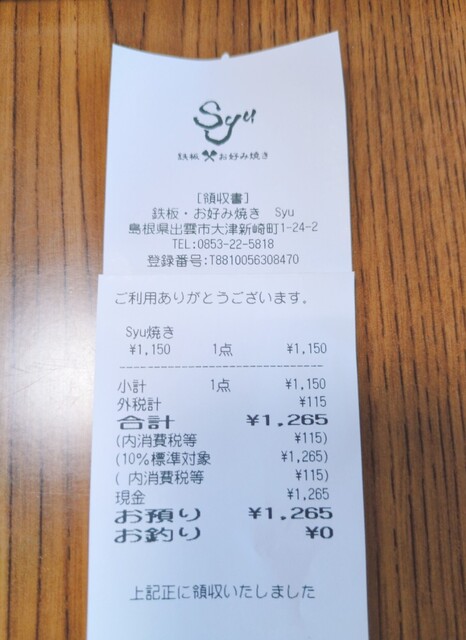 Syu
鉄板 お好み焼き
[領収書]
鉄板・お好み焼き Syu
島根県出雲市大津新崎町1-24-2
TEL:0853-22-5818
登録番号:T8810056308470
ご利用ありがとうございます。
Syu焼き
¥1,150 1点 ¥1,150
小計 1点 ¥1,150
外税計 ¥115
合計 ¥1,265
(内消費税等 ¥115)
(10%標準対象 ¥1,265)
( 内消費税等 ¥115)
現金 ¥1,265
お預り ¥1,265
お釣り ¥0
上記正に領収いたしました